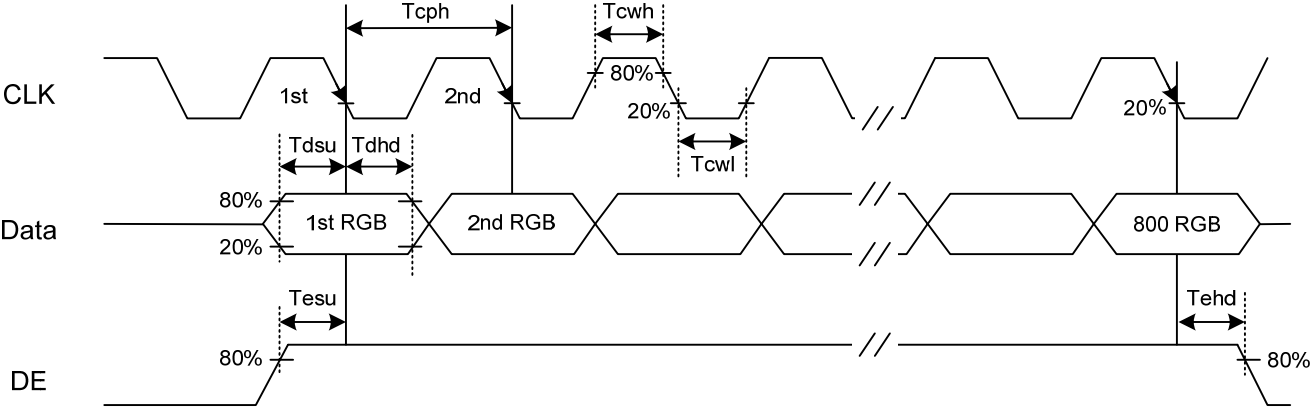 Tcph
Tcwh
CLK
1st
2nd
80%
20%
20%
Tdsu
Tdhd
Tcwl
Data
80%
20%
1st RGB
2nd RGB
800 RGB
Tesu
Tehd
DE
80%
80%